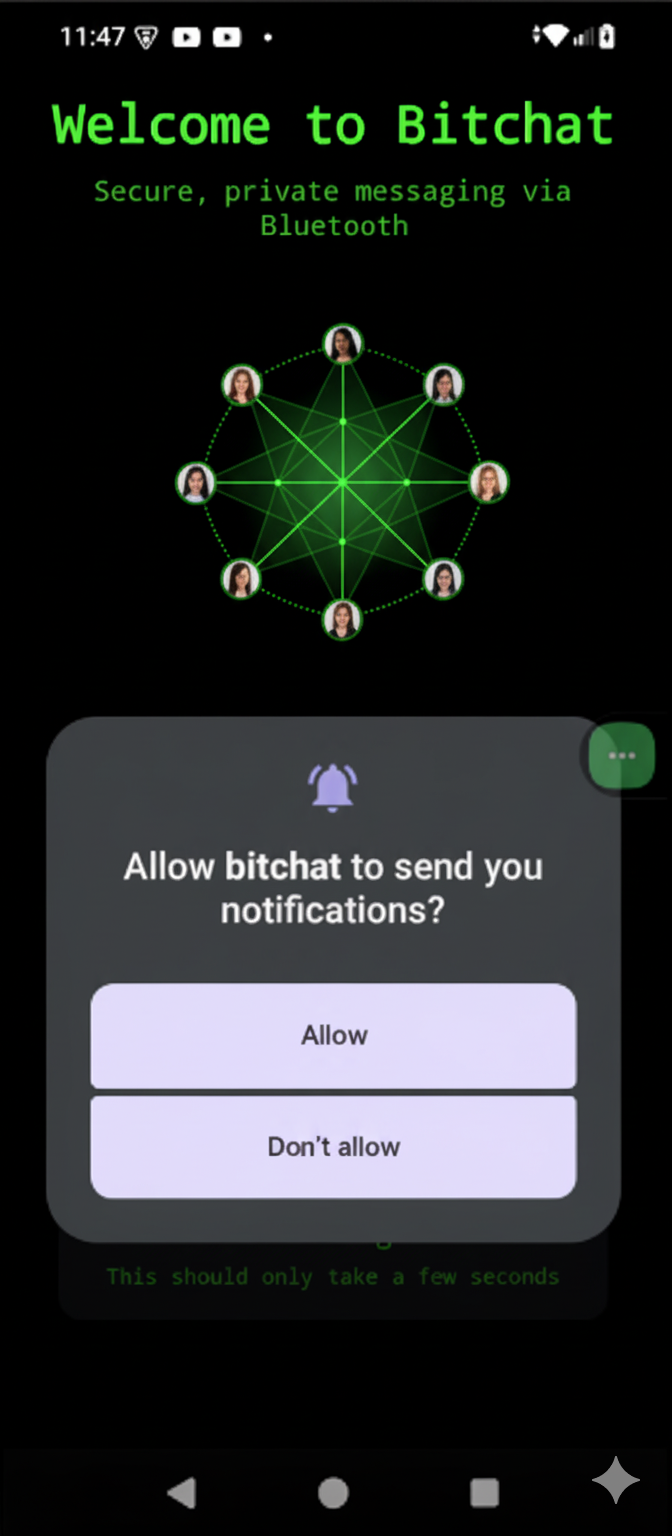 11:47
Welcome to Bitchat
Secure, private messaging via
Bluetooth
Allow bitchat to send you
notifications?
Allow
Don't allow
This should only take a few seconds